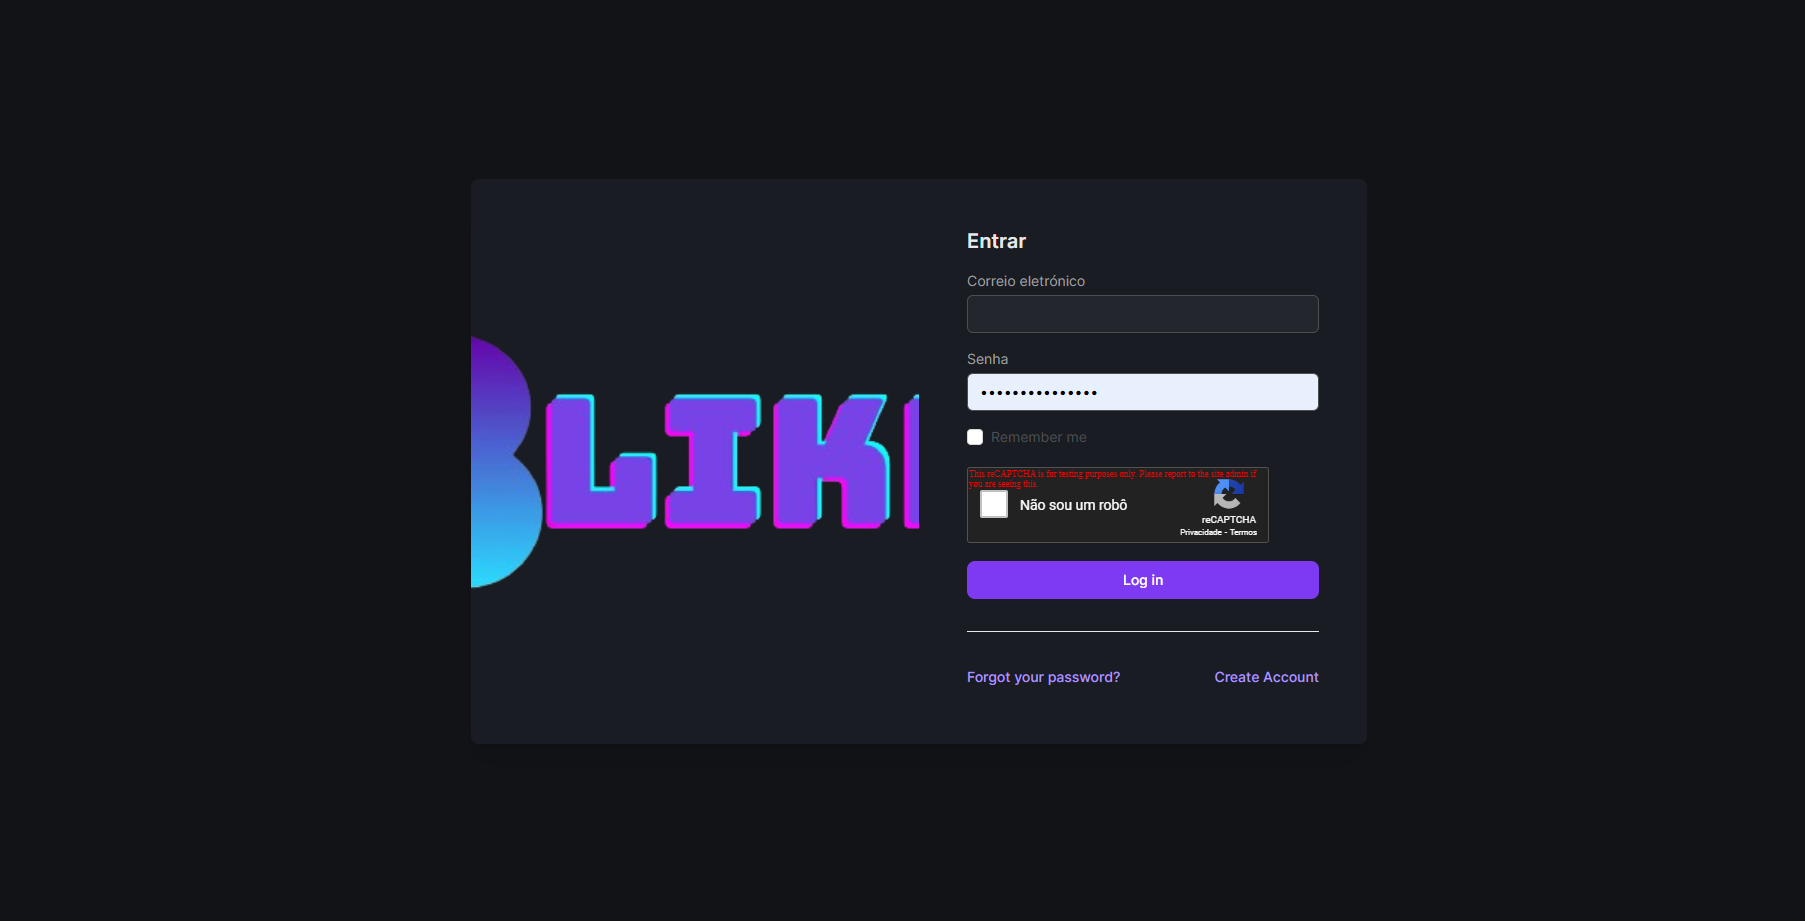 LIK
Entrar
Correio eletrónico
Senha
Remember me
This reCAPTCHA is for testing purposes only. Please report to the site admin if
you are seeing this.
Não sou um robô
reCAPTCHA
Privacidade - Termos
Log in
Forgot your password?
Create Account